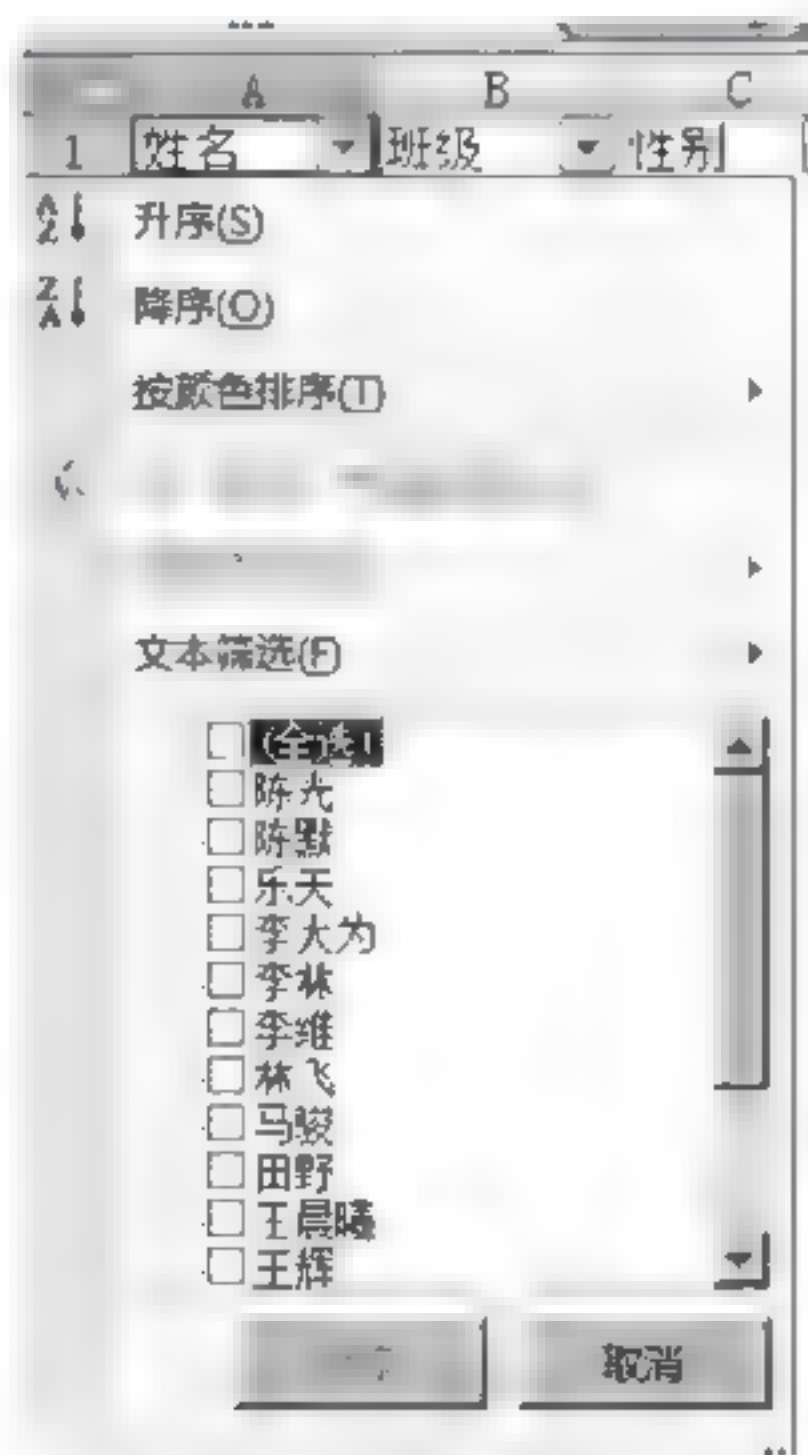 A B C
1 姓名 班级 性别
升序(S)
降序(O)
按颜色排序(T)
文本筛选(F)
(全选)
陈光
陈默
乐天
李大为
李林
李维
林飞
马骏
田野
王晨曦
王辉
取消